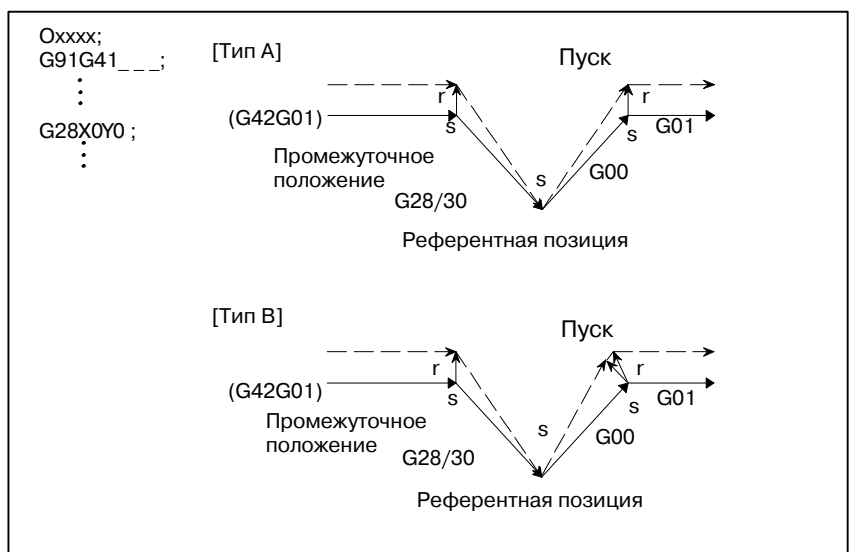 Oxxxx;
G91G41_ _ _;
G28X0Y0 ;
[Тип A]
Пуск
r
r
(G42G01)
s
s
G01
Промежуточное
положение
s
G00
G28/30
Референтная позиция
[Тип B]
Пуск
r
r
(G42G01)
s
s
G01
Промежуточное
положение
s
G00
G28/30
Референтная позиция